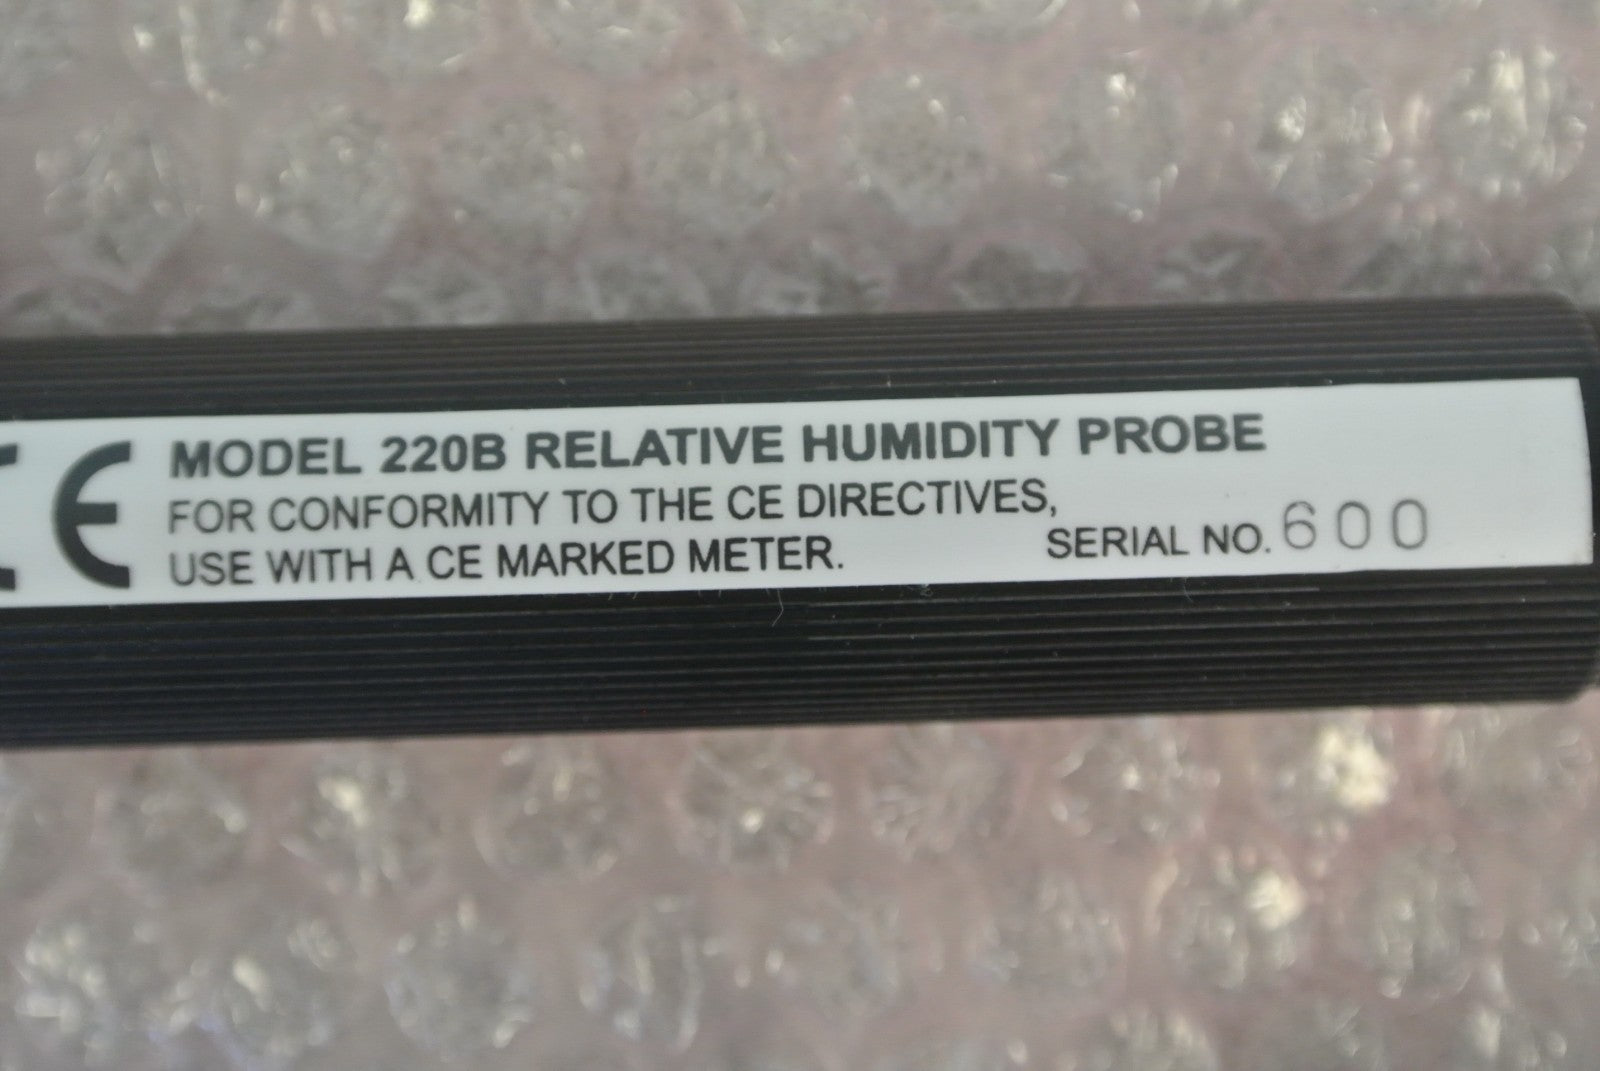 CE MODEL 220B RELATIVE HUMIDITY PROBE
FOR CONFORMITY TO THE CE DIRECTIVES,
USE WITH A CE MARKED METER. SERIAL NO. 600